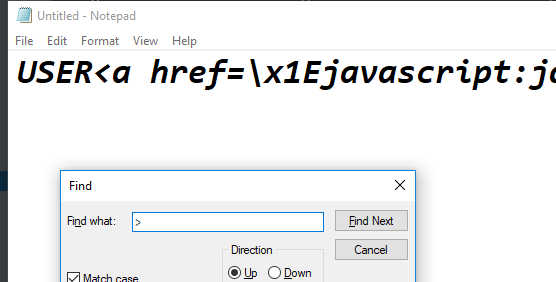 Untitled - Notepad
File Edit Format View Help
USER<a href=\x1Ejavascript:ja
Find
Find what: > Find Next
Cancel
Direction
Match case Up Down